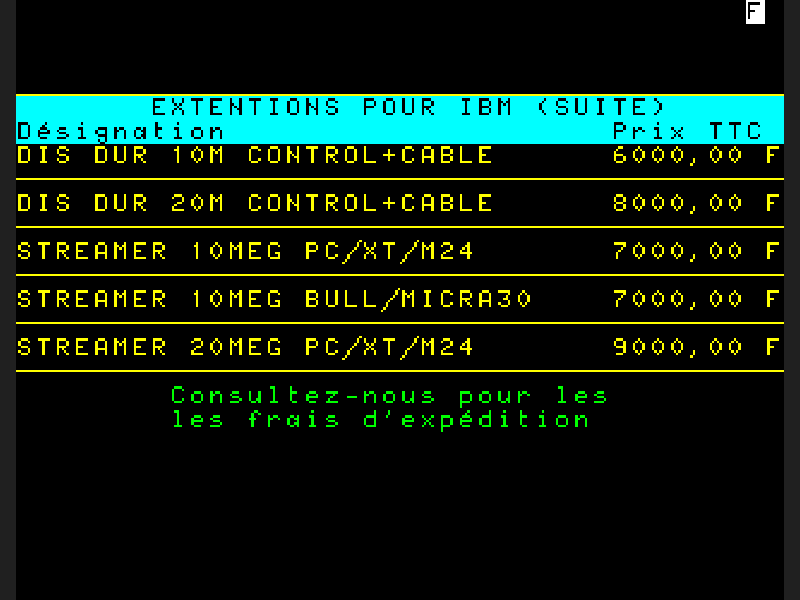 F
EXTENTIONS POUR IBM (SUITE)
Désignation Prix TTC
DIS DUR 10M CONTROL+CABLE 6000,00 F
DIS DUR 20M CONTROL+CABLE 8000,00 F
STREAMER 10MEG PC/XT/M24 7000,00 F
STREAMER 10MEG BULL/MICRA30 7000,00 F
STREAMER 20MEG PC/XT/M24 9000,00 F
Consultez-nous pour les
les frais d'expédition